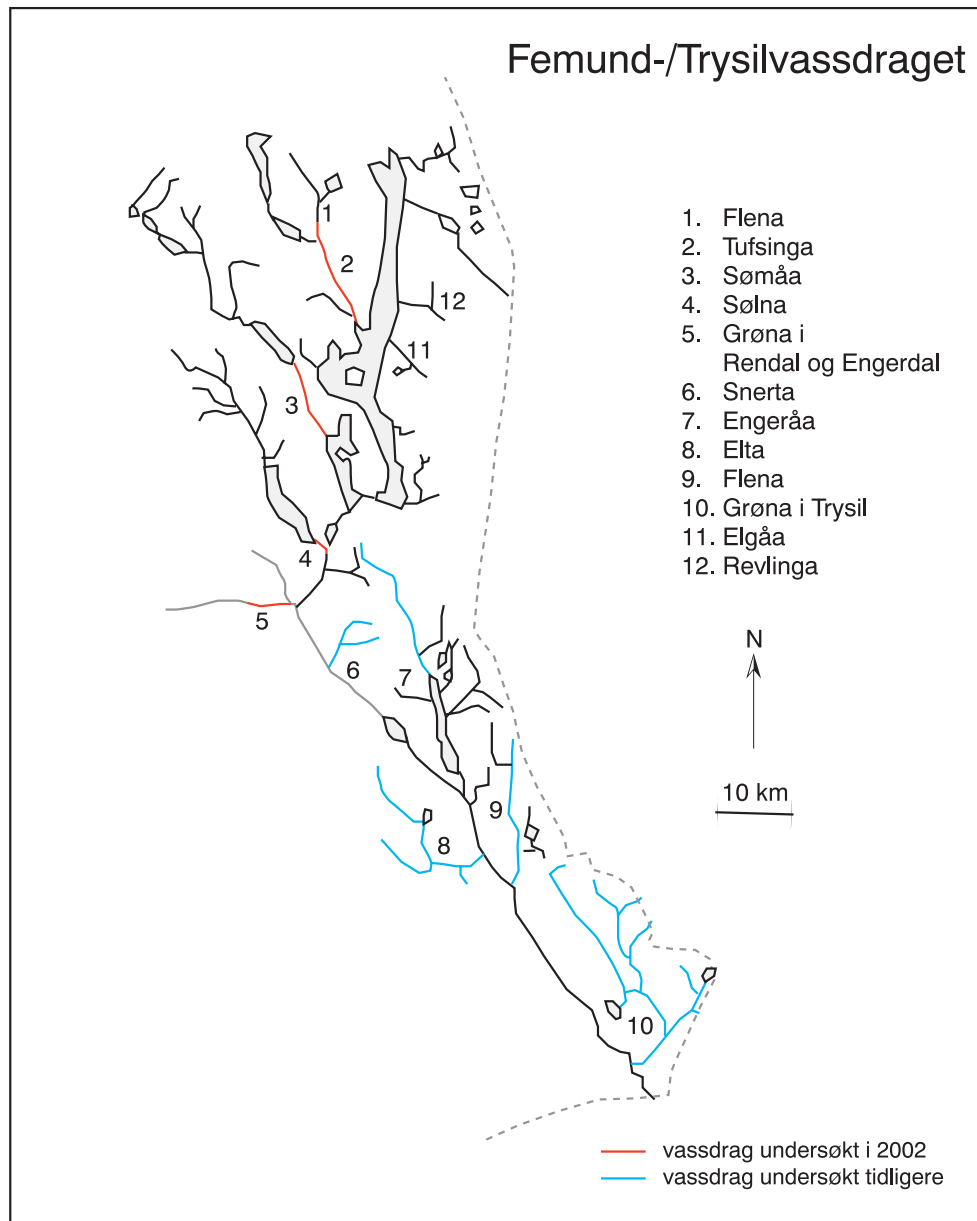 Femund-/Trysilvassdraget
1. Flena
2. Tufsinga
3. Sømåa
4. Sølna
5. Grøna i
Rendal og Engerdal
6. Snerta
7. Engeråa
8. Elta
9. Flena
10. Grøna i Trysil
11. Elgåa
12. Revlinga
1
2
12
11
3
4
5
6
7
N
10 km
9
8
10
vassdrag undersøkt i 2002
vassdrag undersøkt tidligere